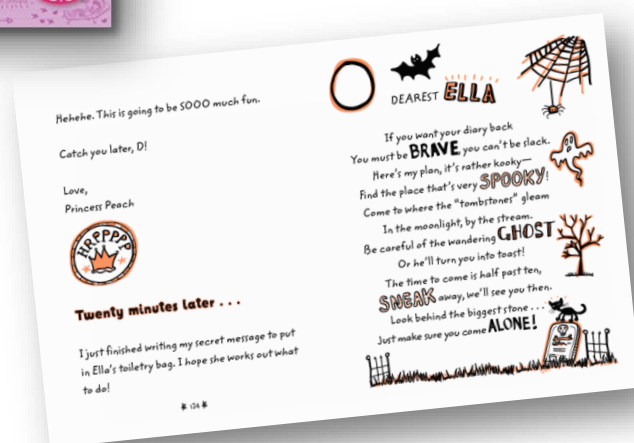 Hehehe. This is going to be SOOO much fun.
Catch you later, D!
Love,
Princess Peach
HRPPPPP
Twenty minutes later . . .
I just finished writing my secret message to put
in Ella's toiletry bag. I hope she works out what
to do!
DEAREST ELLA
If you want your diary back
You must be BRAVE you can't be slack.
Here's my plan, it's rather kooky—
Find the place that's very SPOOKY!
Come to where the "tombstones" gleam
In the moonlight, by the stream.
Be careful of the wandering GHOST
Or he'll turn you into toast!
The time to come is half past ten,
SNEAK away, we'll see you then.
Look behind the biggest stone . . .
Just make sure you come ALONE!